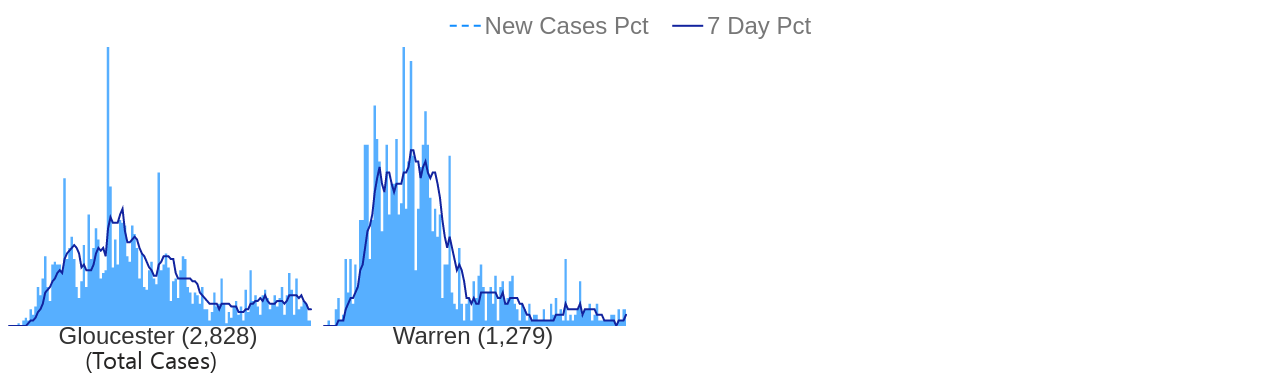 New Cases Pct 7 Day Pct
Gloucester (2,828) Warren (1,279)
(Total Cases)